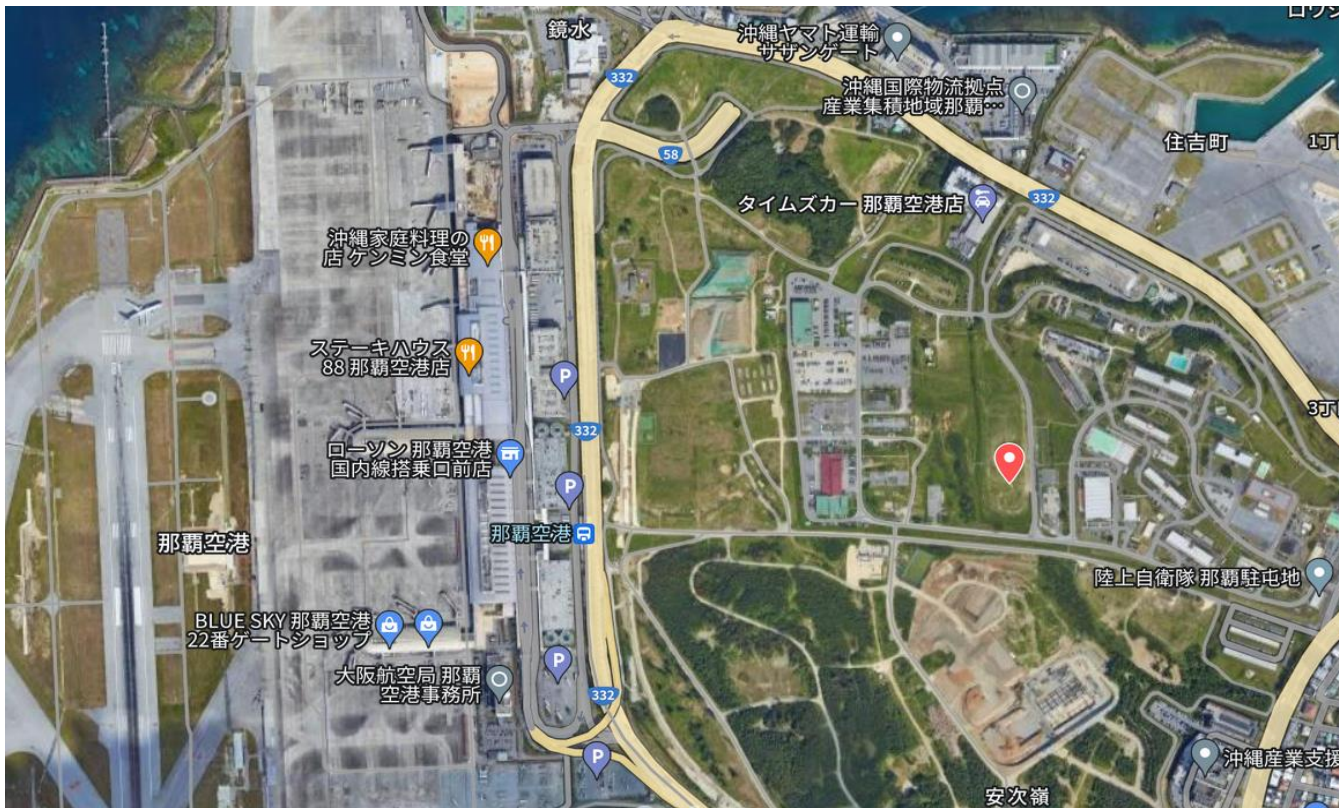 ロワジ
鏡水
沖縄ヤマト運輸
サザンゲート
332
沖縄国際物流拠点
産業集積地域那覇…
住吉町
1丁
58
332
タイムズカー 那覇空港店
沖縄家庭料理の
店 ケンミン食堂
ステーキハウス
88 那覇空港店
P
3丁
332
ローソン 那覇空港
国内線搭乗口前店
P
那覇空港
那覇空港
陸上自衛隊 那覇駐屯地
BLUE SKY 那覇空港
22番ゲートショップ
P
大阪航空局 那覇
空港事務所
332
P
沖縄産業支援
安次嶺